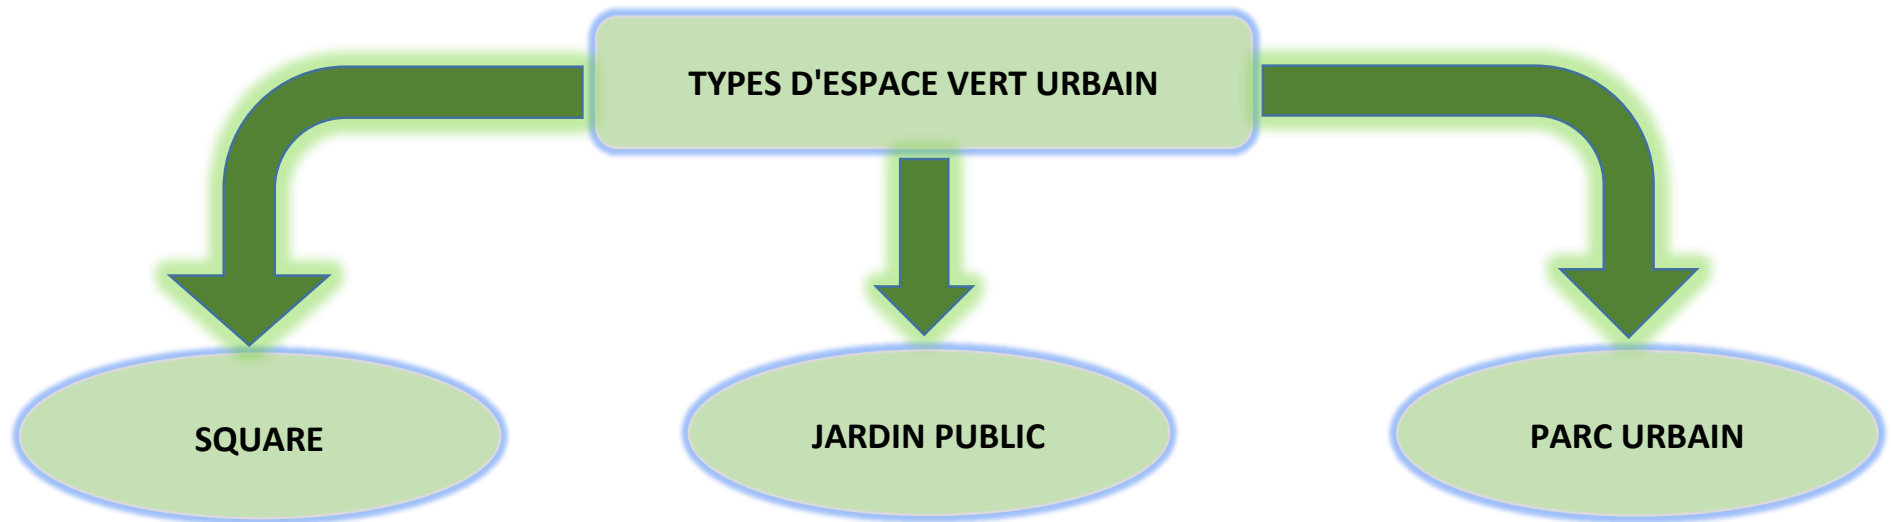 TYPES D'ESPACE VERT URBAIN
SQUARE
JARDIN PUBLIC
PARC URBAIN